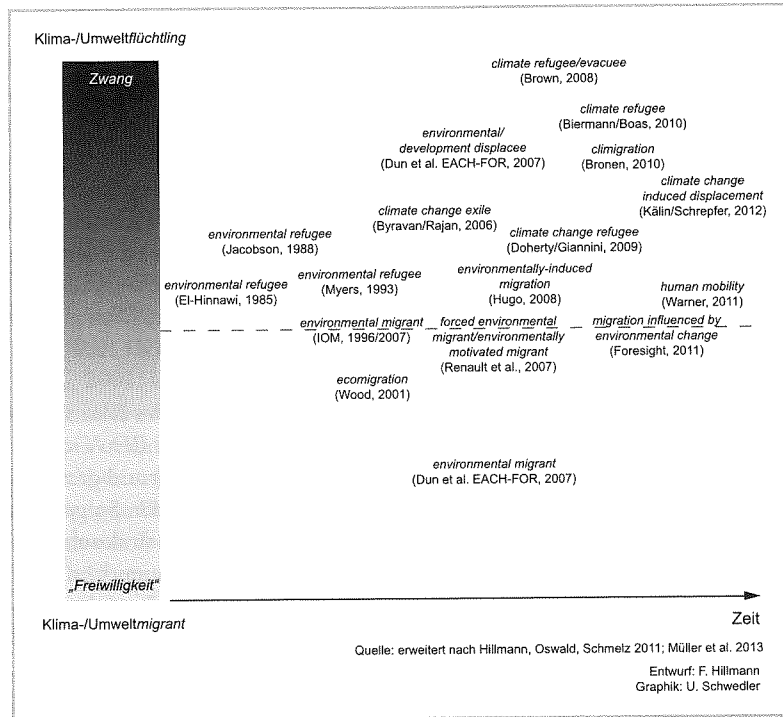 Klima-/Umweltflüchtling
Zwang
climate refugee/evacuee
(Brown, 2008)
climate refugee
(Biermann/Boas, 2010)
environmental/
development displacee
(Dun et al. EACH-FOR, 2007)
climigration
(Bronen, 2010)
climate change
induced displacement
(Kälin/Schrepfer, 2012)
climate change exile
(Byravan/Rajan, 2006)
environmental refugee
(Jacobson, 1988)
climate change refugee
(Doherty/Giannini, 2009)
environmental refugee
(El-Hinnawi, 1985)
environmental refugee
(Myers, 1993)
environmentally-induced
migration
(Hugo, 2008)
human mobility
(Warner, 2011)
environmental migrant
(IOM, 1996/2007)
forced environmental
migrant/environmentally
motivated migrant
(Renault et al., 2007)
migration influenced by
environmental change
(Foresight, 2011)
ecomigration
(Wood, 2001)
environmental migrant
(Dun et al. EACH-FOR, 2007)
„Freiwilligkeit"
Klima-/Umweltmigrant
Zeit
Quelle: erweitert nach Hillmann, Oswald, Schmelz 2011; Müller et al. 2013
Entwurf: F. Hillmann
Graphik: U. Schwedler